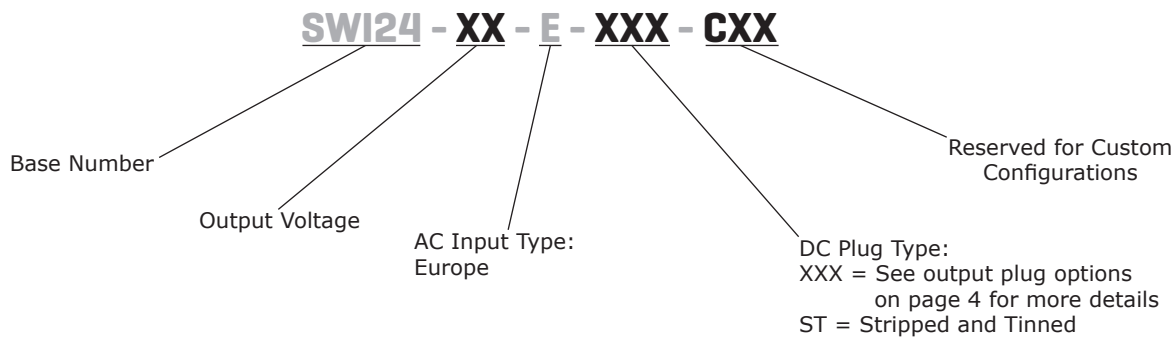 SWI24 - XX - E - XXX - CXX
Base Number
Output Voltage
AC Input Type:
Europe
DC Plug Type:
XXX = See output plug options
on page 4 for more details
ST = Stripped and Tinned
Reserved for Custom
Configurations